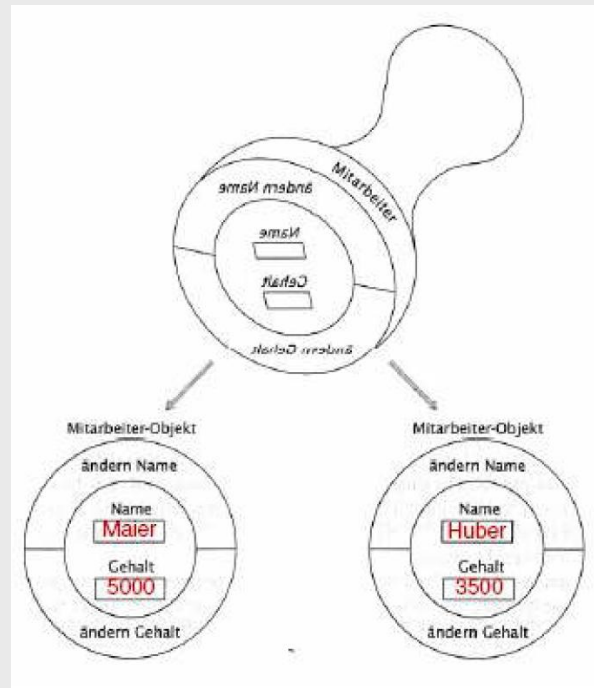 Mitarbeiter
ändern Name
Name
Gehalt
ändern Gehalt
Mitarbeiter-Objekt
ändern Name
Name
Maier
Gehalt
5000
ändern Gehalt
Mitarbeiter-Objekt
ändern Name
Name
Huber
Gehalt
3500
ändern Gehalt